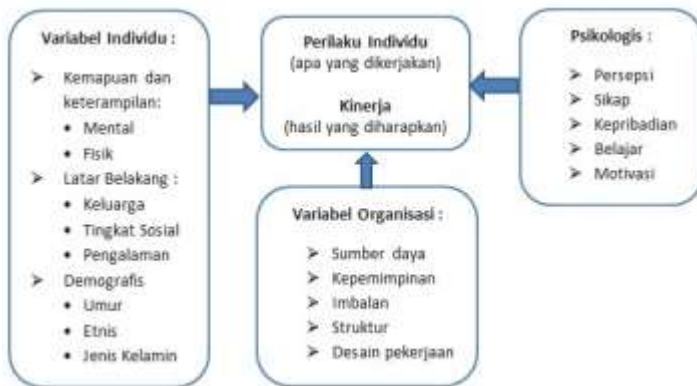 Variabel Individu :
➢ Kemapuan dan
keterampilan:
• Mental
• Fisik
➢ Latar Belakang :
• Keluarga
• Tingkat Sosial
• Pengalaman
➢ Demografis
• Umur
• Etnis
• Jenis Kelamin
Perilaku Individu
(apa yang dikerjakan)
Kinerja
(hasil yang diharapkan)
Psikologis :
➢ Persepsi
➢ Sikap
➢ Kepribadian
➢ Belajar
➢ Motivasi
Variabel Organisasi :
➢ Sumber daya
➢ Kepemimpinan
➢ Imbalan
➢ Struktur
➢ Desain pekerjaan